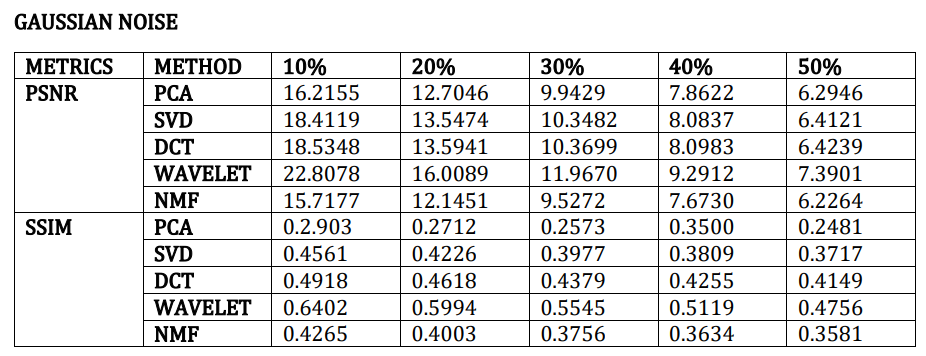 GAUSSIAN NOISE
METRICS METHOD 10% 20% 30% 40% 50%
PSNR PCA 16.2155 12.7046 9.9429 7.8622 6.2946
SVD 18.4119 13.5474 10.3482 8.0837 6.4121
DCT 18.5348 13.5941 10.3699 8.0983 6.4239
WAVELET 22.8078 16.0089 11.9670 9.2912 7.3901
NMF 15.7177 12.1451 9.5272 7.6730 6.2264
SSIM PCA 0.2.903 0.2712 0.2573 0.3500 0.2481
SVD 0.4561 0.4226 0.3977 0.3809 0.3717
DCT 0.4918 0.4618 0.4379 0.4255 0.4149
WAVELET 0.6402 0.5994 0.5545 0.5119 0.4756
NMF 0.4265 0.4003 0.3756 0.3634 0.3581